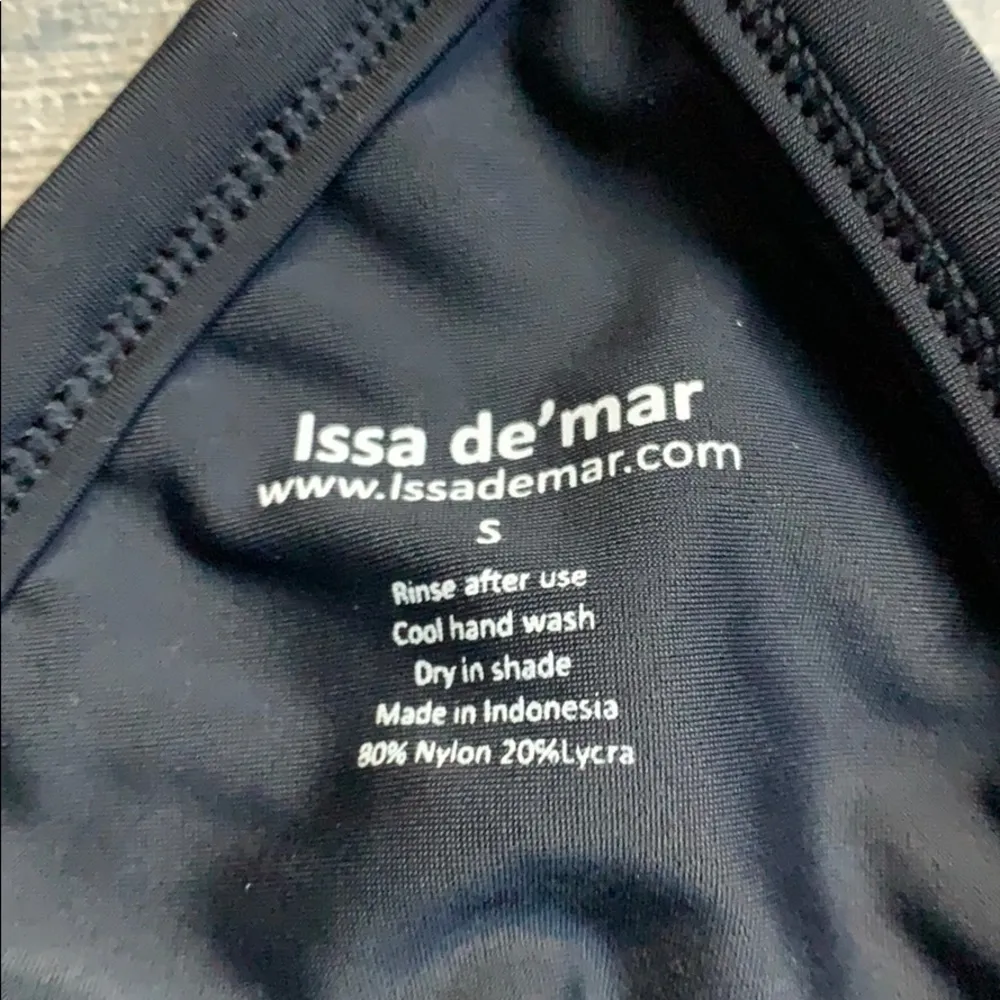 Issa de'mar
www.Issademar.com
S
Rinse after use
Cool hand wash
Dry in shade
Made in Indonesia
80% Nylon 20%Lycra